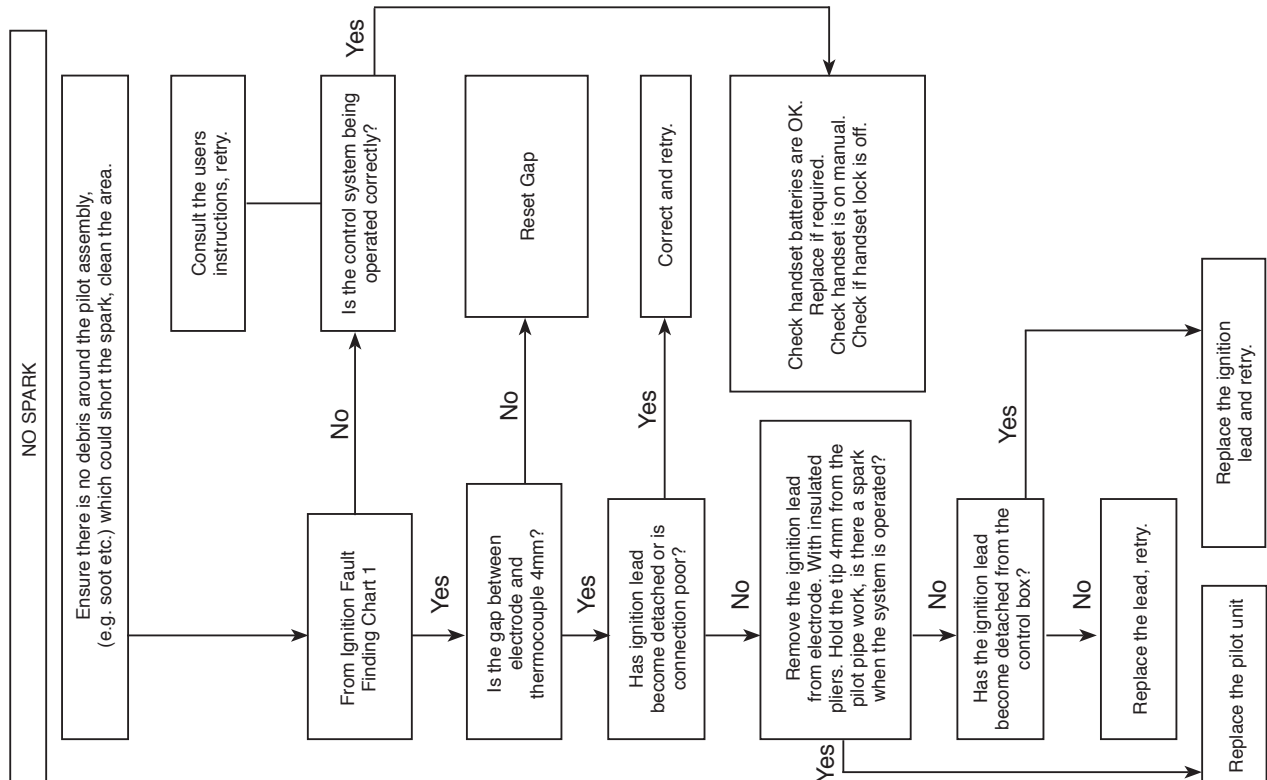 NO SPARK
Ensure there is no debris around the pilot assembly,
(e.g. soot etc.) which could short the spark, clean the area.
From Ignition Fault
Finding Chart 1
No
Is the control system being
operated correctly?
Consult the users
instructions, retry.
Yes
Yes
Is the gap between
electrode and
thermocouple 4mm?
No
Reset Gap
Yes
Has ignition lead
become detached or is
connection poor?
Yes
Correct and retry.
No
Remove the ignition lead
from electrode. With insulated
pliers. Hold the tip 4mm from the
pilot pipe work, is there a spark
when the system is operated?
Check handset batteries are OK.
Replace if required.
Check handset is on manual.
Check if handset lock is off.
Yes
No
Has the ignition lead
become detached from the
control box?
Yes
No
Replace the lead, retry.
Replace the pilot unit
Replace the ignition
lead and retry.